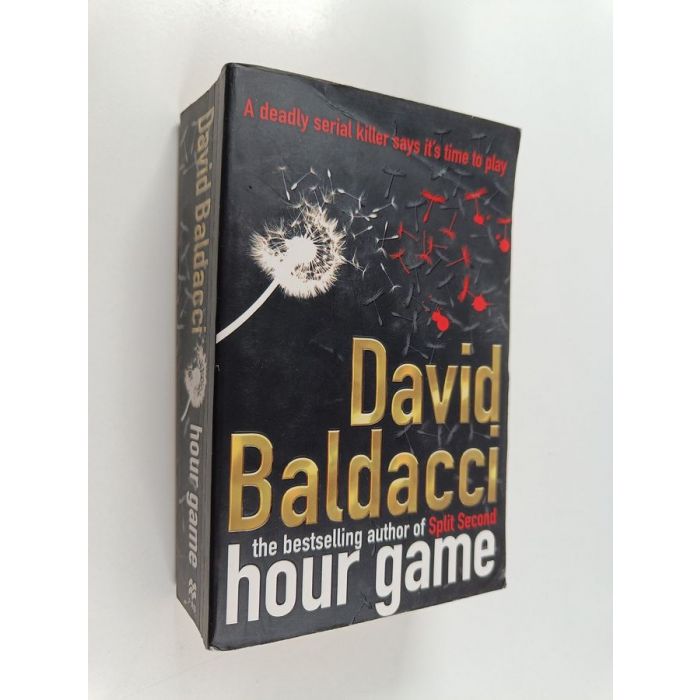 A deadly serial killer says it's time to play
David
Baldacci
the bestselling author of Split Second
hour game
David Baldacci
hour game